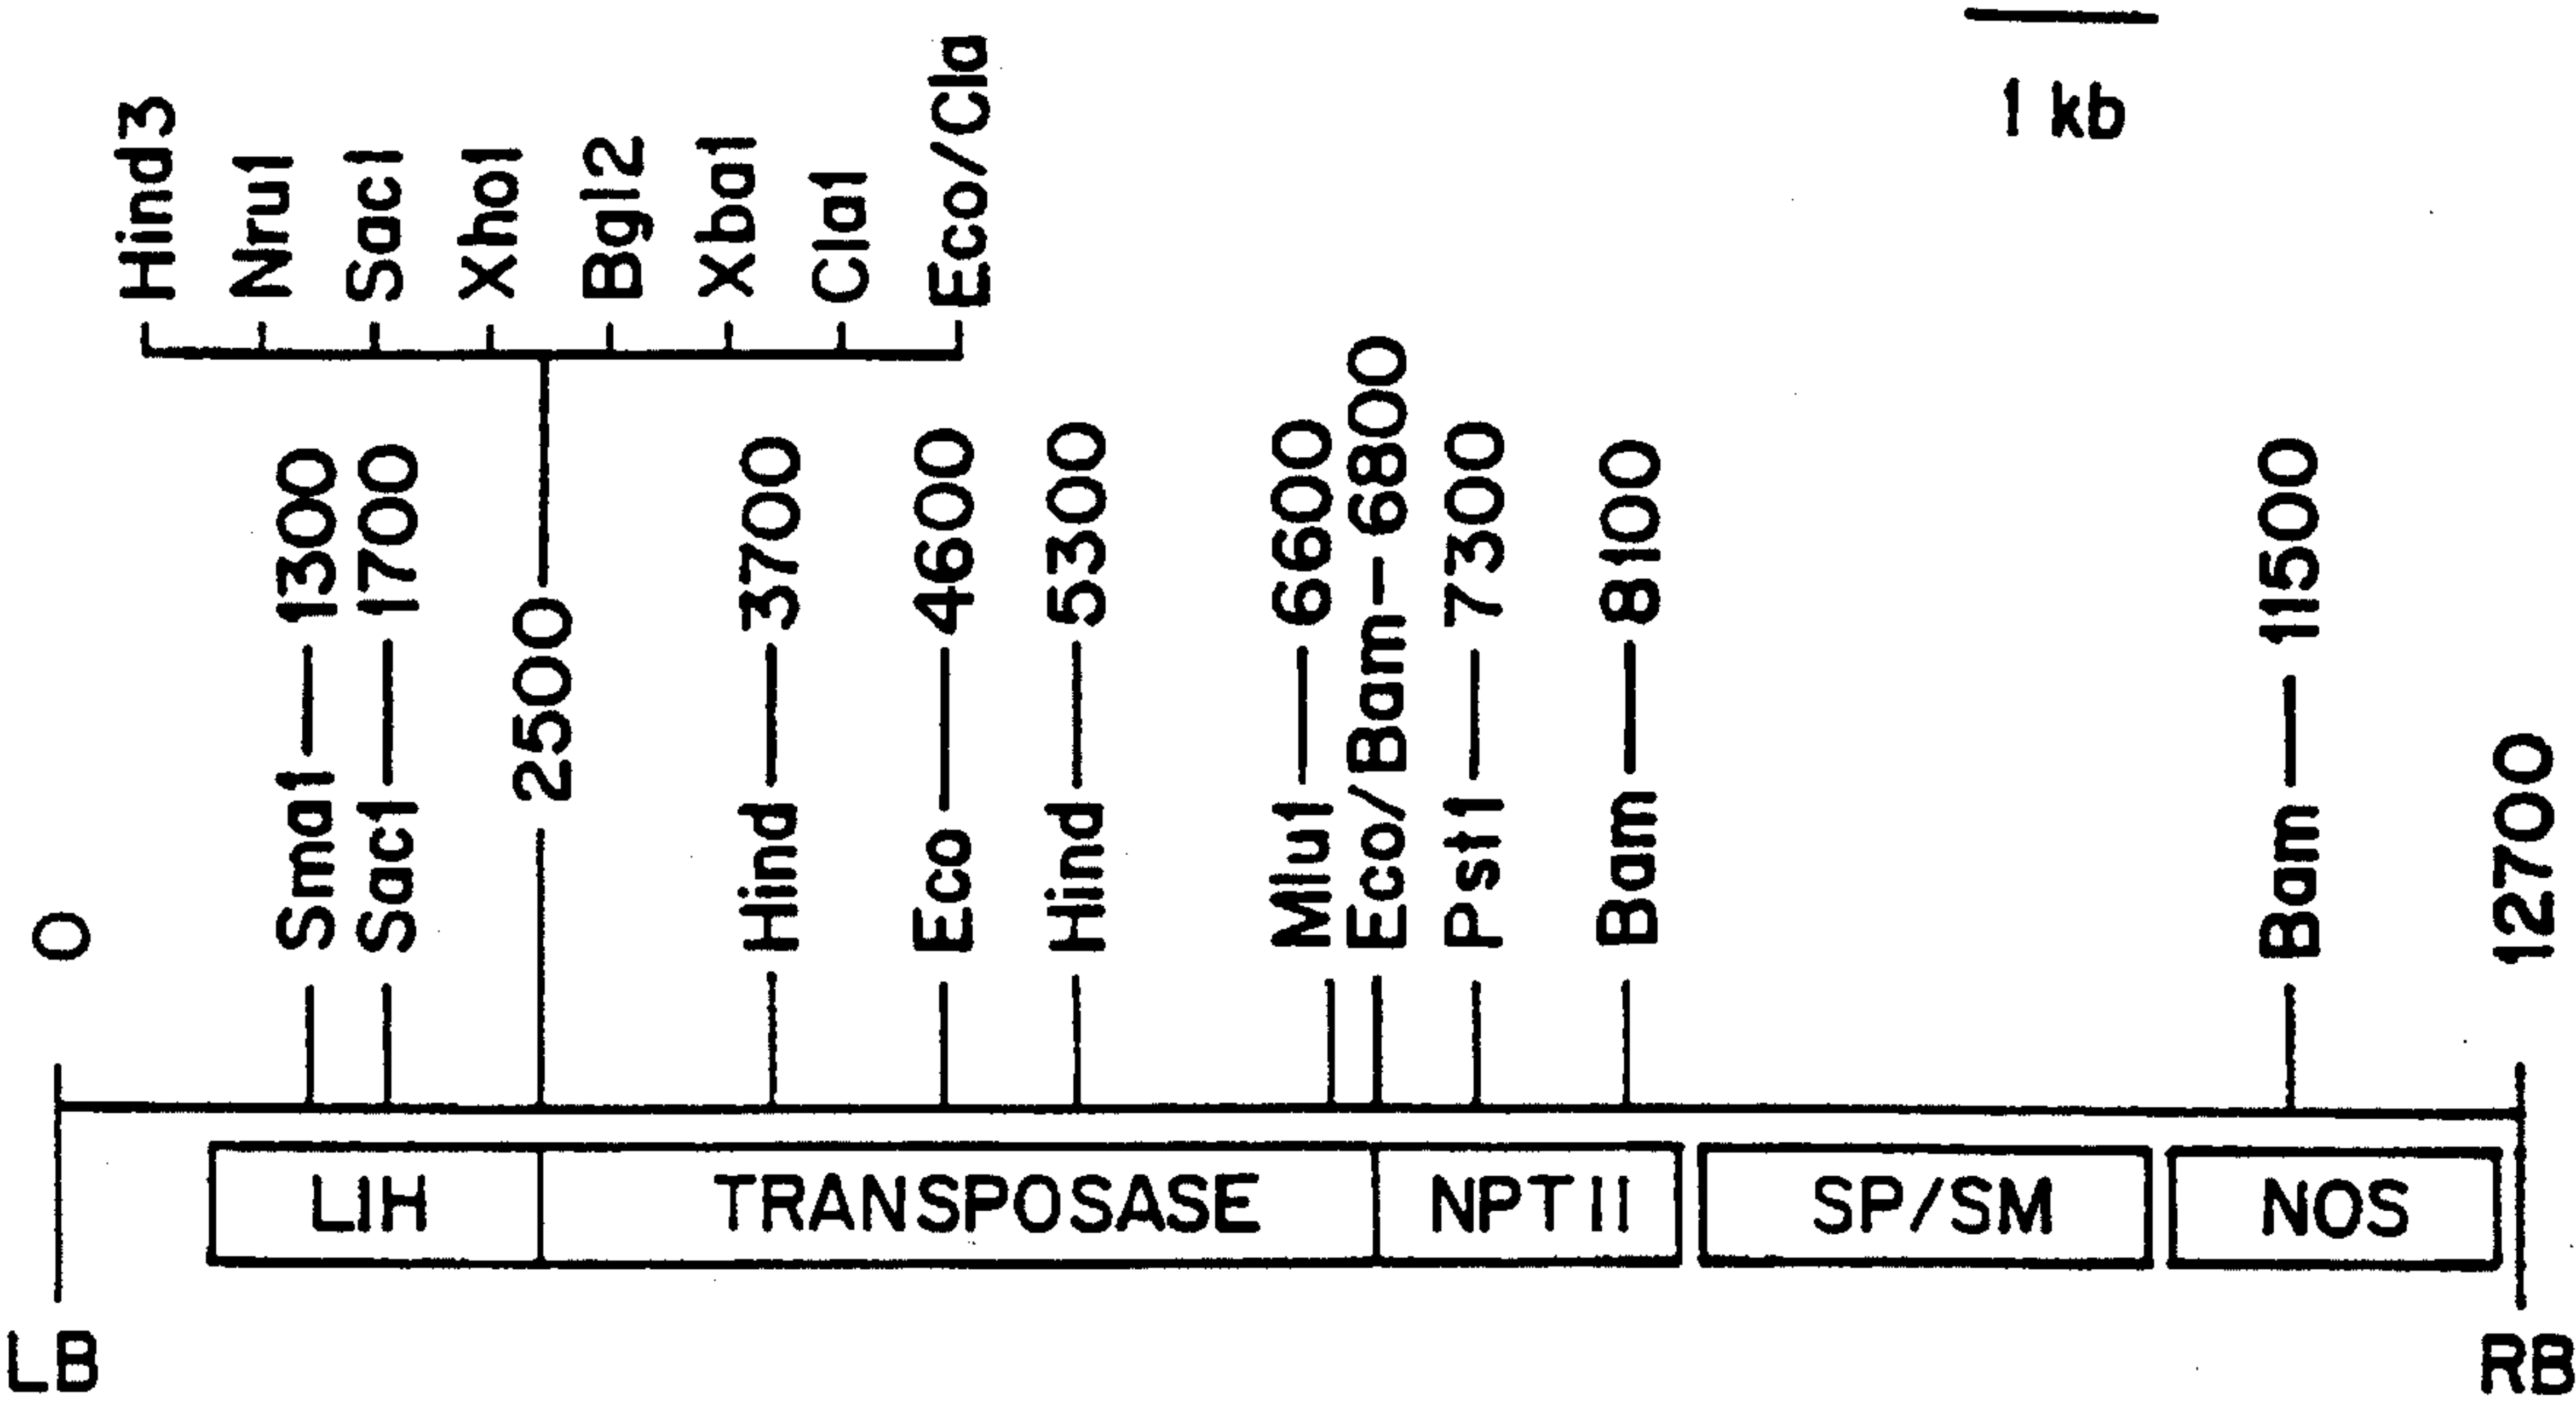 1 kb
Hind3
Nru1
Sac1
Xho1
Bgl2
Xba1
Cla1
Eco/Cla
0
Sma1—1300
Sac1—1700
2500
Hind—3700
Eco—4600
Hind—5300
Mlu1—6600
Eco/Bam—6800
Pst1—7300
Bam—8100
Bam—11500
12700
LIH
TRANSPOSASE
NPTII
SP/SM
NOS
LB
RB